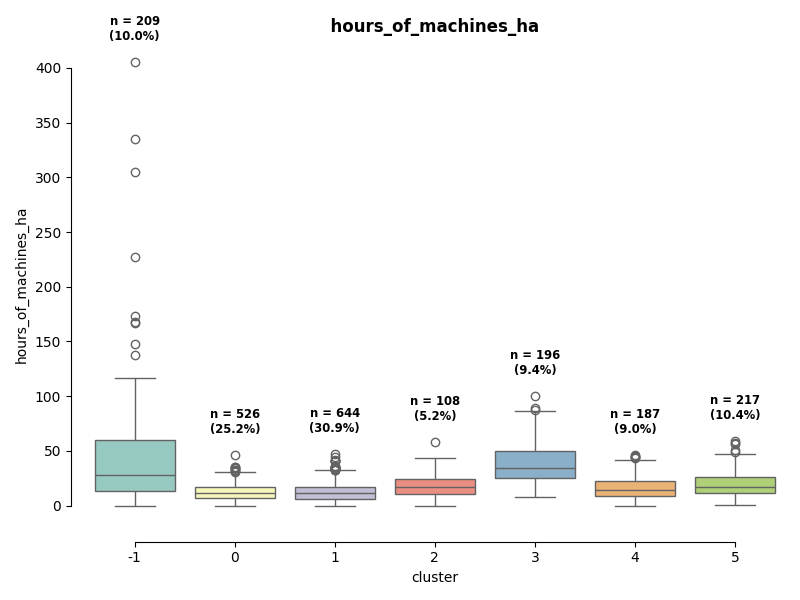 hours_of_machines_ha
n = 209
(10.0%)
n = 526
(25.2%)
n = 644
(30.9%)
n = 108
(5.2%)
n = 196
(9.4%)
n = 187
(9.0%)
n = 217
(10.4%)
hours_of_machines_ha
400
350
300
250
200
150
100
50
0
-1 0 1 2 3 4 5
cluster